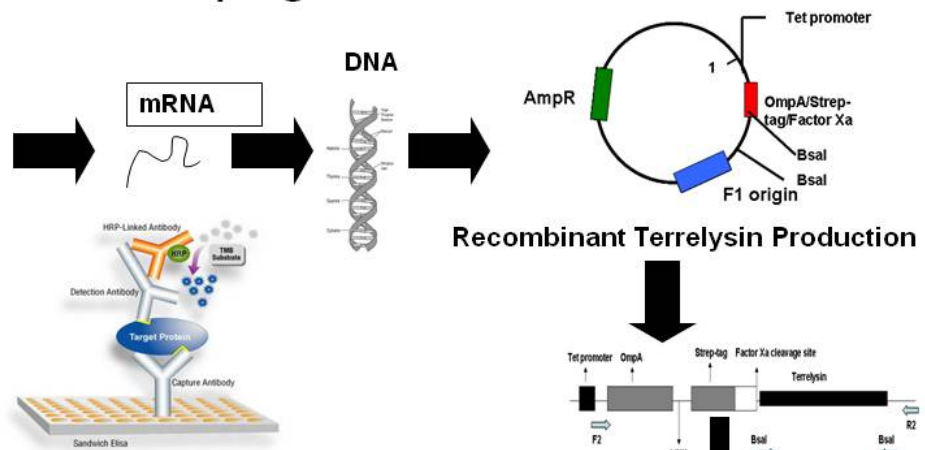 DNA
mRNA
Tet promoter
1
AmpR
OmpA/Strep-
tag/Factor Xa
BsaI
BsaI
F1 origin
Recombinant Terrelysin Production
HRP-Linked Antibody
HRP
TMB
Substrate
Detection Antibody
Target Protein
Capture Antibody
Sandwich Elisa
Tet promoter OmpA Strep-tag Factor Xa cleavage site
Terrelysin
F2 R2
BsaI BsaI